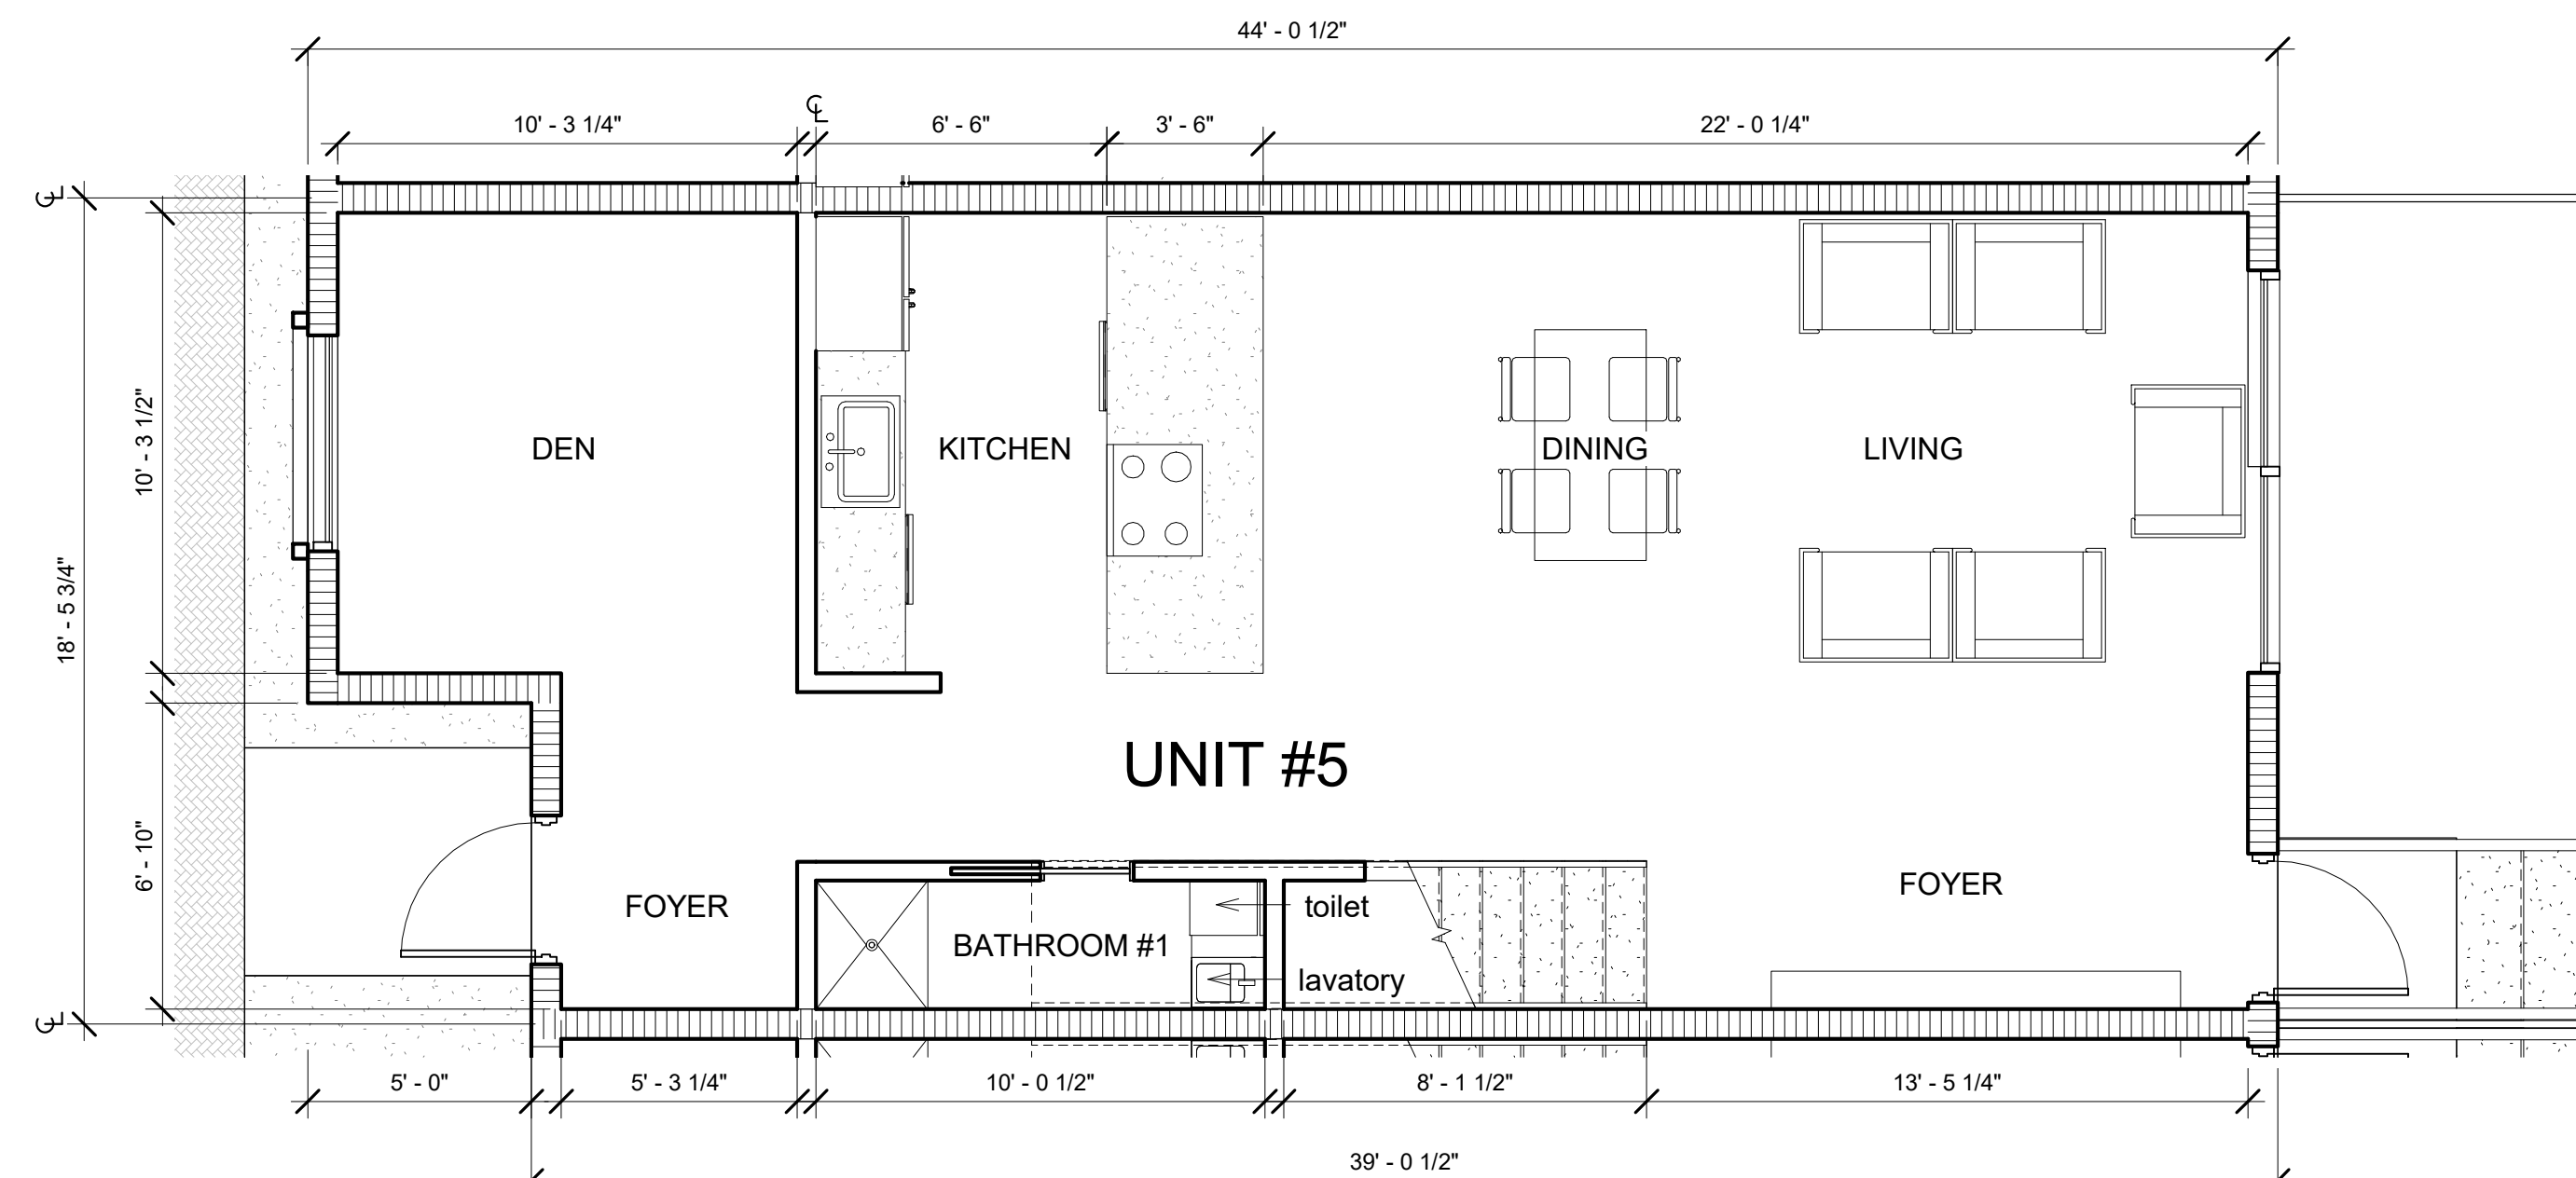 44' - 0 1/2"
℄
10' - 3 1/4"
6' - 6"
3' - 6"
22' - 0 1/4"
℄
10' - 3 1/2"
18' - 5 3/4"
6' - 10"
℄
DEN
KITCHEN
DINING
LIVING
UNIT #5
FOYER
BATHROOM #1
toilet
lavatory
FOYER
5' - 0"
5' - 3 1/4"
10' - 0 1/2"
8' - 1 1/2"
13' - 5 1/4"
39' - 0 1/2"